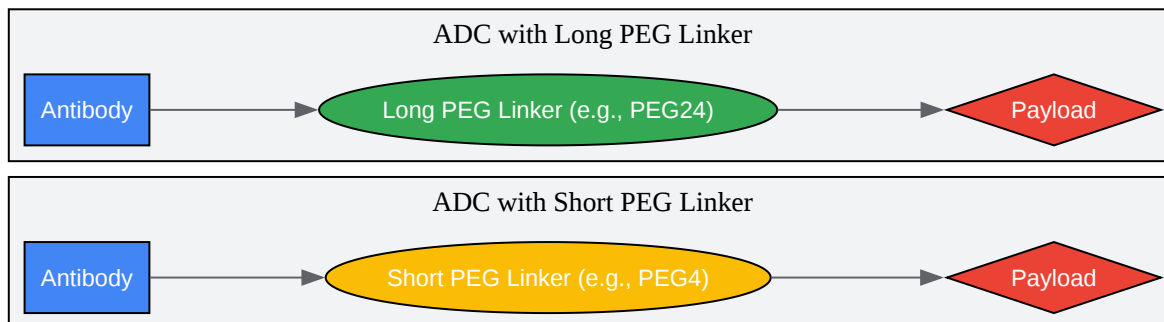 ADC with Long PEG Linker
Antibody
Long PEG Linker (e.g., PEG24)
Payload
ADC with Short PEG Linker
Antibody
Short PEG Linker (e.g., PEG4)
Payload